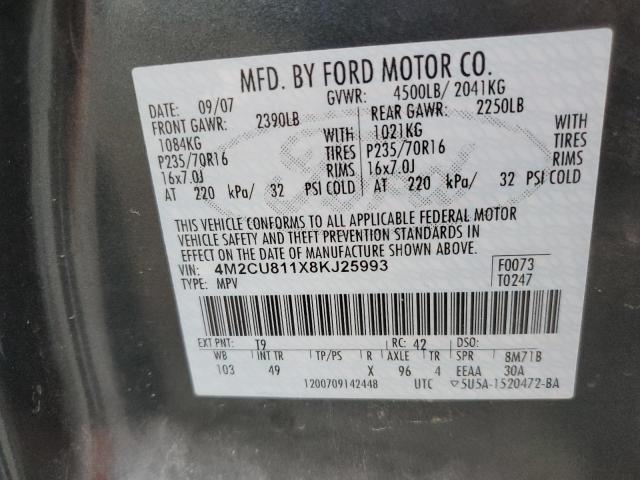 MFD. BY FORD MOTOR CO.
DATE: 09/07 GVWR: 4500LB/ 2041KG
FRONT GAWR: 2390LB REAR GAWR: 2250LB
1084KG WITH 1021KG WITH
P235/70R16 TIRES P235/70R16 TIRES
16x7.0J RIMS 16x7.0J RIMS
AT 220 kPa/ 32 PSI COLD AT 220 kPa/ 32 PSI COLD
THIS VEHICLE CONFORMS TO ALL APPLICABLE FEDERAL MOTOR
VEHICLE SAFETY AND THEFT PREVENTION STANDARDS IN
EFFECT ON THE DATE OF MANUFACTURE SHOWN ABOVE.
VIN: 4M2CU811X8KJ25993 F0073
TYPE: MPV T0247
EXT PNT: T9 RC: 42 DSO:
WB INT TR TP/PS R AXLE TR SPR 8M71B
103 49 X 96 4 EEAA 30A
1200709142448 UTC ▽5U5A-1520472-BA
Ford